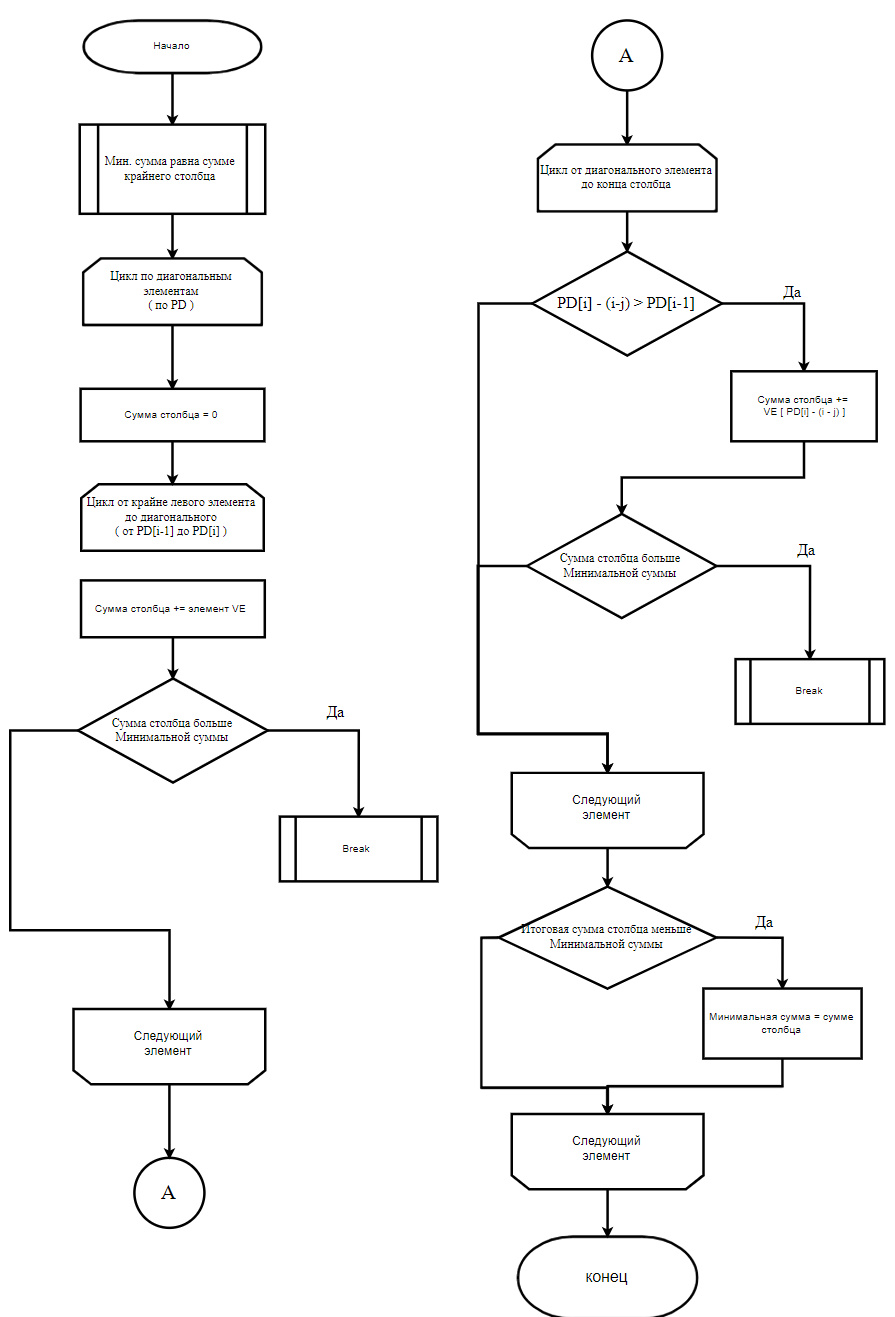 Начало
Мин. сумма равна сумме
крайнего столбца
Цикл по диагональным
элементам
( по PD )
Сумма столбца = 0
Цикл от крайне левого элемента
до диагонального
( от PD[i-1] до PD[i] )
Сумма столбца += элемент VE
Сумма столбца больше
Минимальной суммы
Да
Break
Следующий
элемент
А
А
Цикл от диагонального элемента
до конца столбца
PD[i] - (i-j) > PD[i-1]
Да
Сумма столбца +=
VE [ PD[i] - (i - j) ]
Сумма столбца больше
Минимальной суммы
Да
Break
Следующий
элемент
Итоговая сумма столбца меньше
Минимальной суммы
Да
Минимальная сумма = сумме
столбца
Следующий
элемент
конец